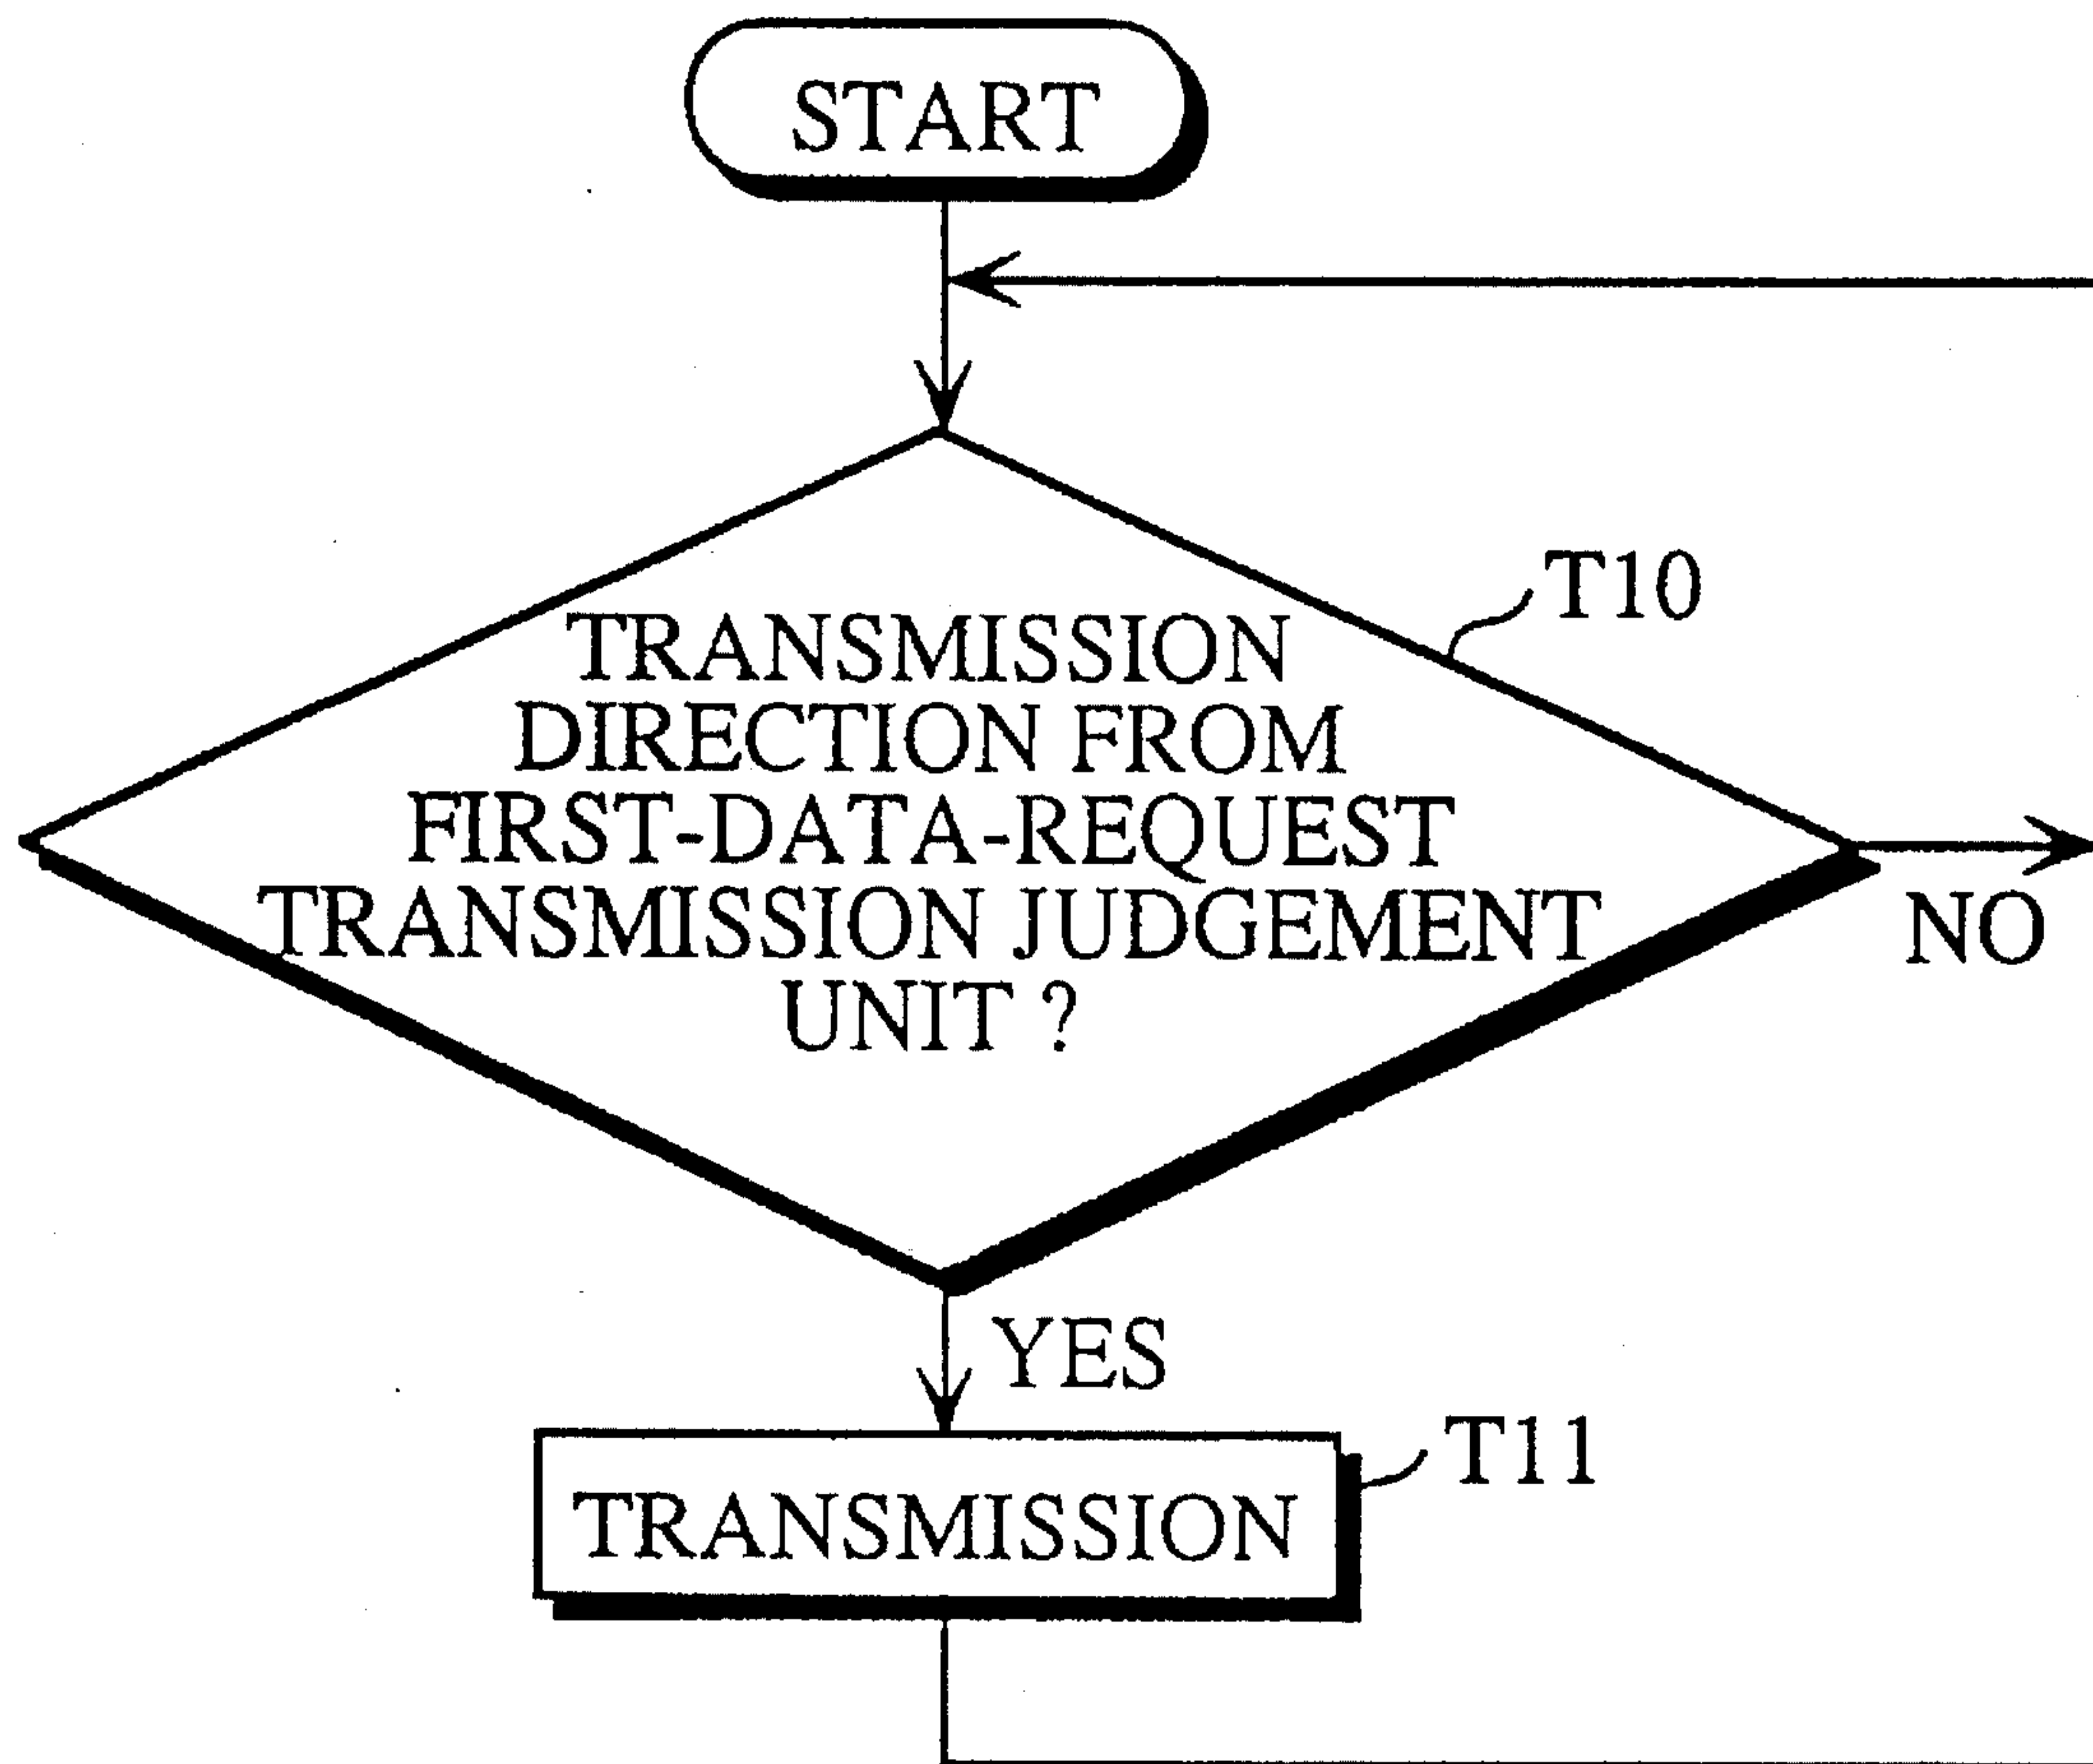 START
T10
TRANSMISSION
DIRECTION FROM
FIRST-DATA-REQUEST
TRANSMISSION JUDGEMENT
UNIT ?
NO
YES
T11
TRANSMISSION